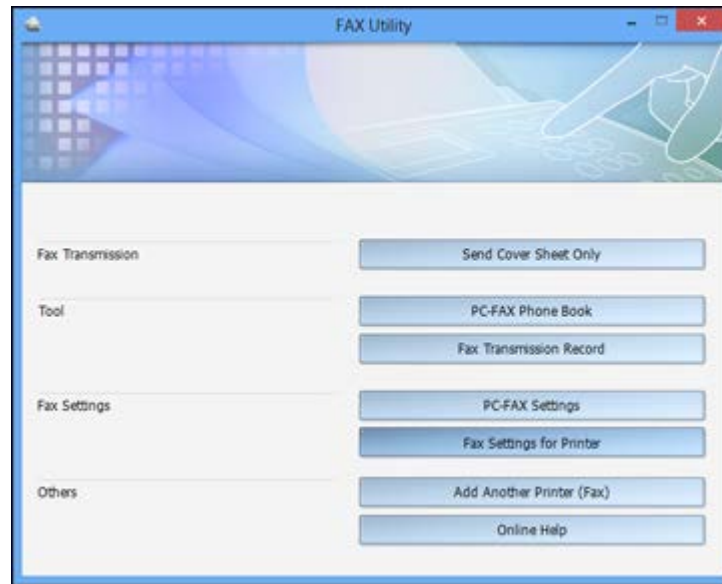 FAX Utility
Fax Transmission
Send Cover Sheet Only
Tool
PC-FAX Phone Book
Fax Transmission Record
Fax Settings
PC-FAX Settings
Fax Settings for Printer
Others
Add Another Printer (Fax)
Online Help